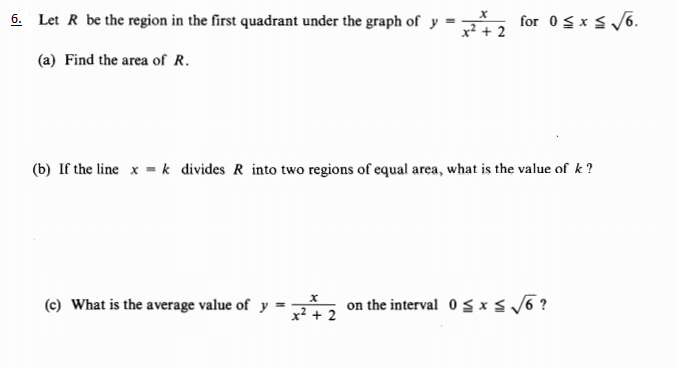 6. Let R be the region in the first quadrant under the graph of y = x/(x² + 2) for 0 ≦ x ≦ √6.
(a) Find the area of R.
(b) If the line x = k divides R into two regions of equal area, what is the value of k?
(c) What is the average value of y = x/(x² + 2) on the interval 0 ≦ x ≦ √6 ?